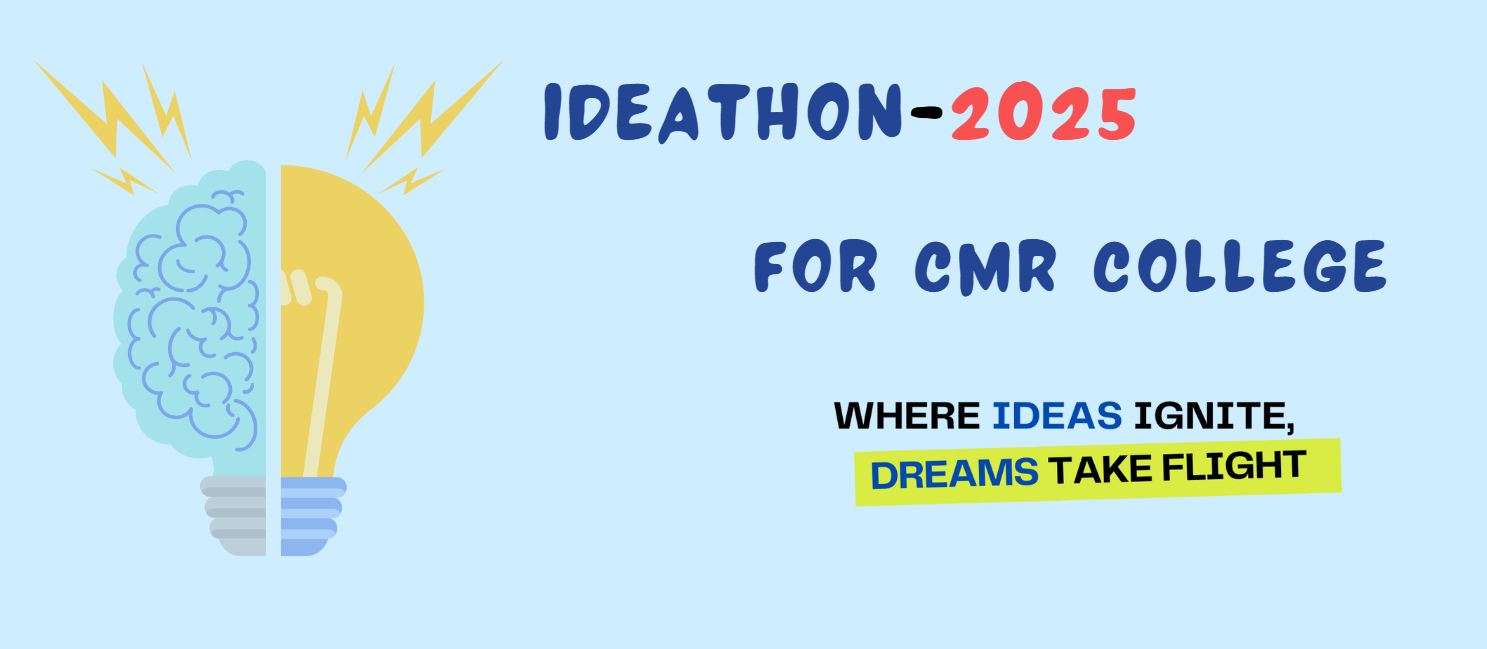 IDEATHON-2025
FOR CMR COLLEGE
WHERE IDEAS IGNITE,
DREAMS TAKE FLIGHT